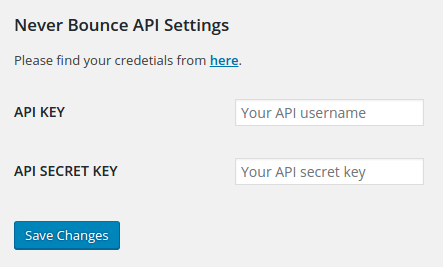 Never Bounce API Settings
Please find your credetials from here.
API KEY
Your API username
API SECRET KEY
Your API secret key
Save Changes